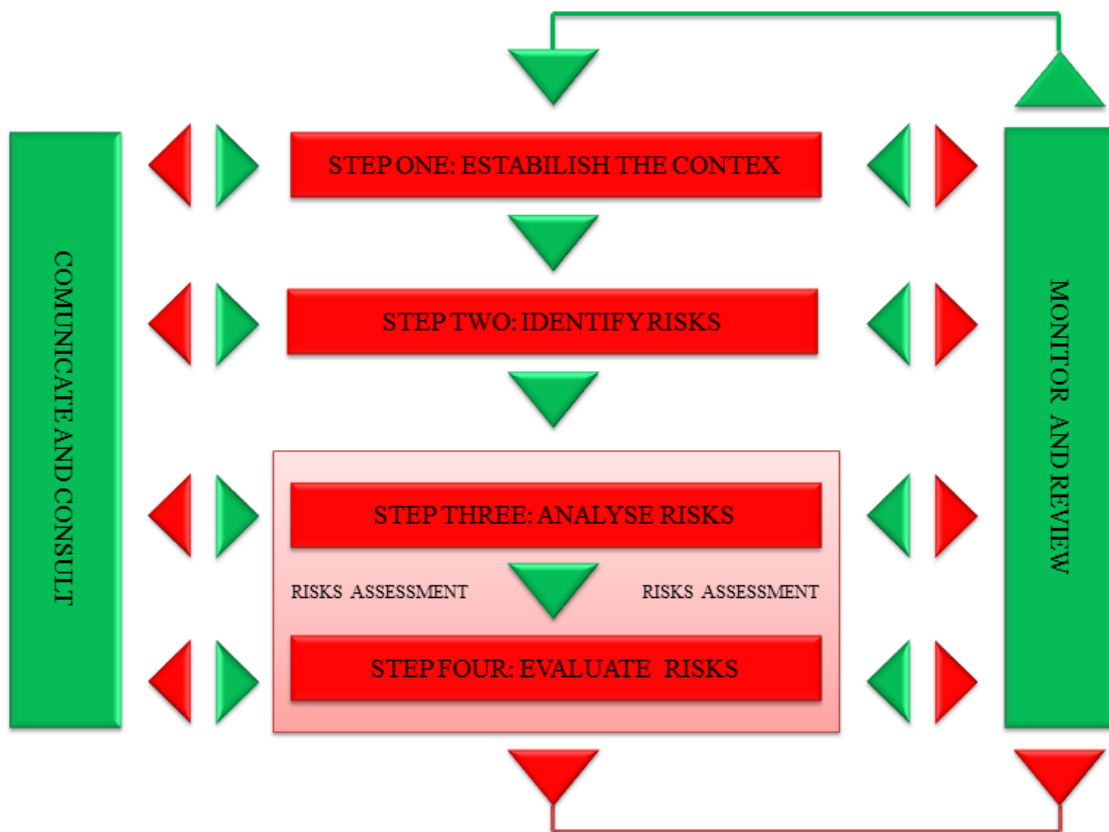 STEP ONE: ESTABILISH THE CONTEX
COMUNICATE AND CONSULT
STEP TWO: IDENTIFY RISKS
MONITOR AND REVIEW
STEP THREE: ANALYSE RISKS
RISKS ASSESSMENT
RISKS ASSESSMENT
STEP FOUR: EVALUATE RISKS